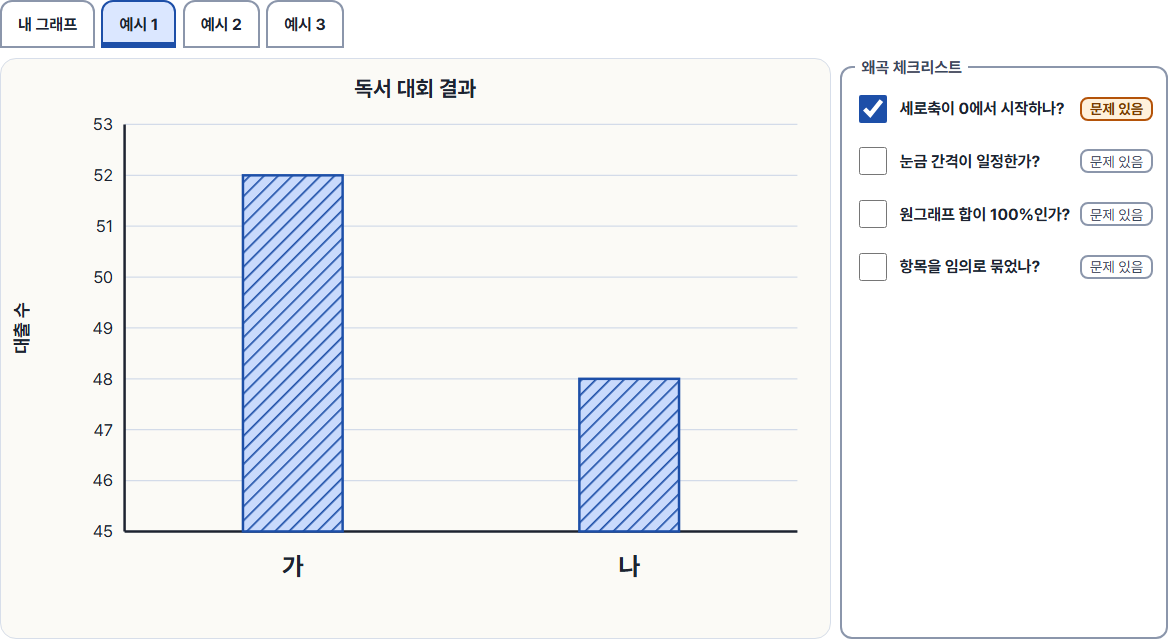 내 그래프
예시 1
예시 2
예시 3
독서 대회 결과
53
52
51
50
49
48
47
46
45
대출 수
가
나
왜곡 체크리스트
세로축이 0에서 시작하나? 문제 있음
눈금 간격이 일정한가? 문제 있음
원그래프 합이 100%인가? 문제 있음
항목을 임의로 묶었나? 문제 있음